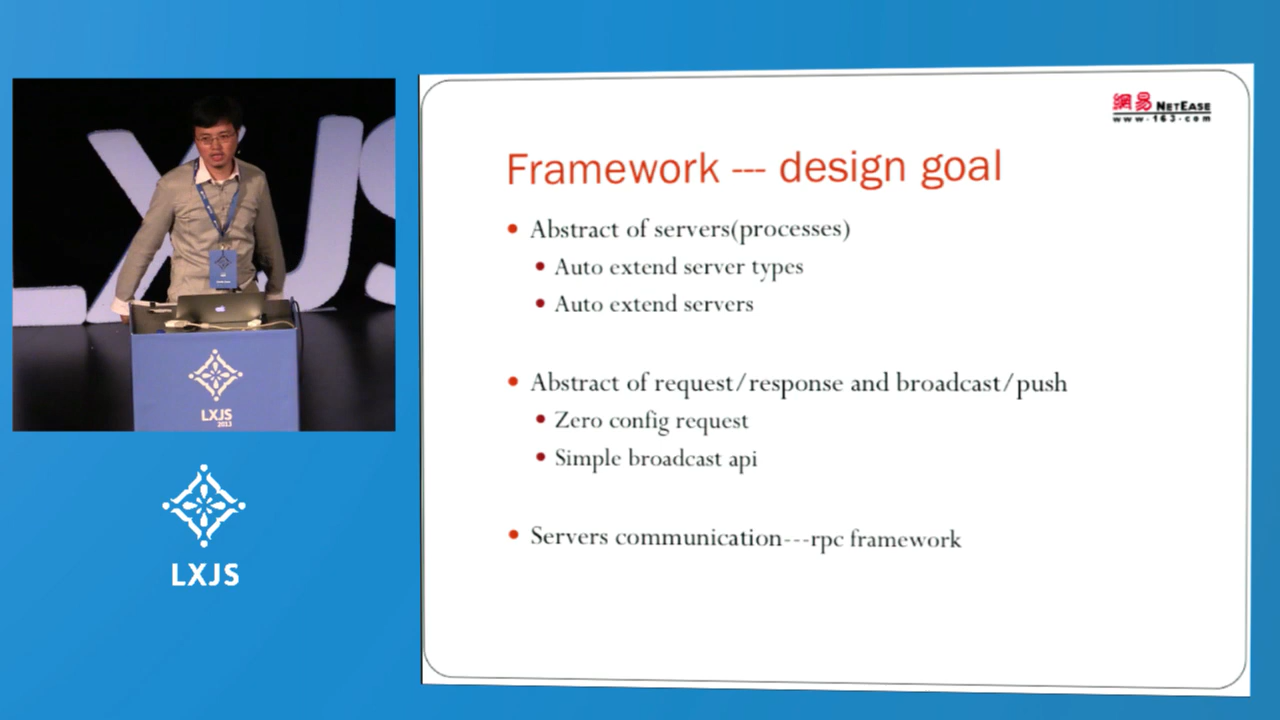 LXJS
LXJS
2013
LXJS
網易 NETEASE
www.163.com
Framework --- design goal
Abstract of servers(processes)
Auto extend server types
Auto extend servers
Abstract of request/response and broadcast/push
Zero config request
Simple broadcast api
Servers communication---rpc framework